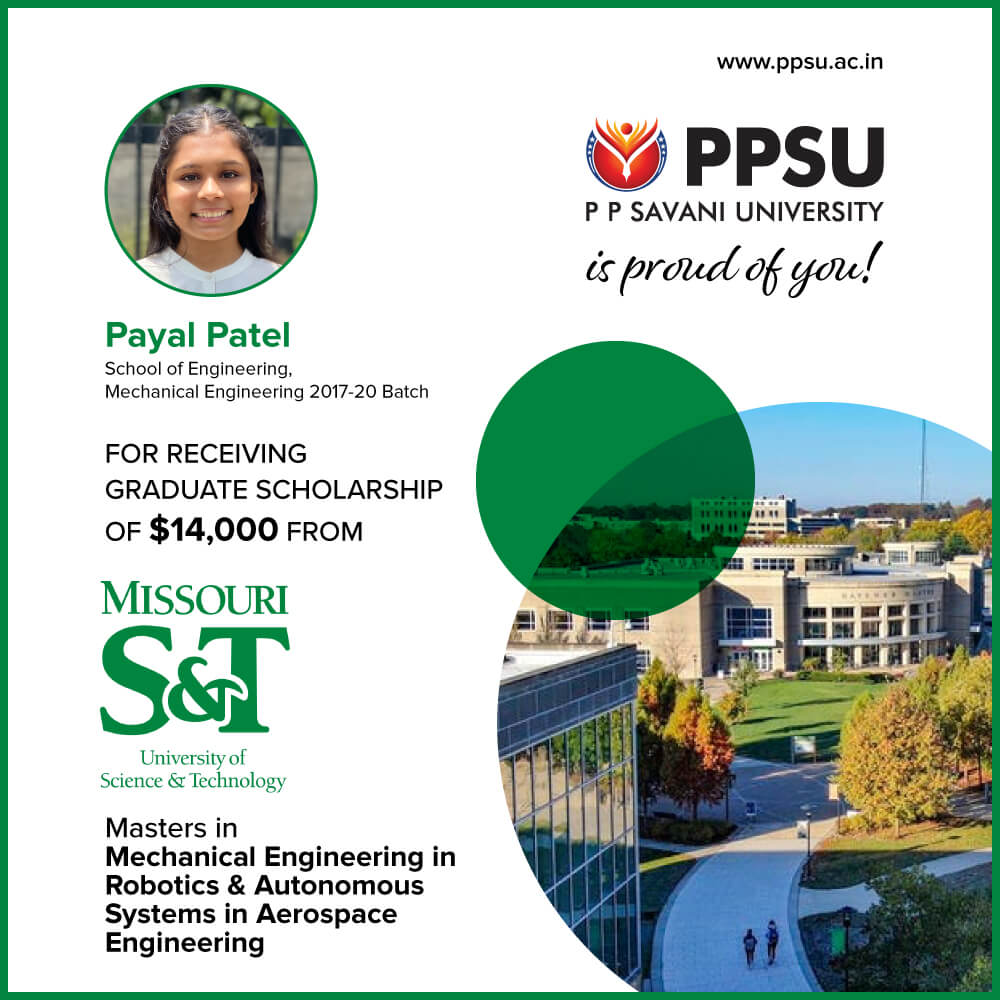 www.ppsu.ac.in
PPSU
P P SAVANI UNIVERSITY
is proud of you!
Payal Patel
School of Engineering,
Mechanical Engineering 2017-20 Batch
FOR RECEIVING
GRADUATE SCHOLARSHIP
OF $14,000 FROM
MISSOURI
S&T
University of
Science & Technology
Masters in
Mechanical Engineering in
Robotics & Autonomous
Systems in Aerospace
Engineering